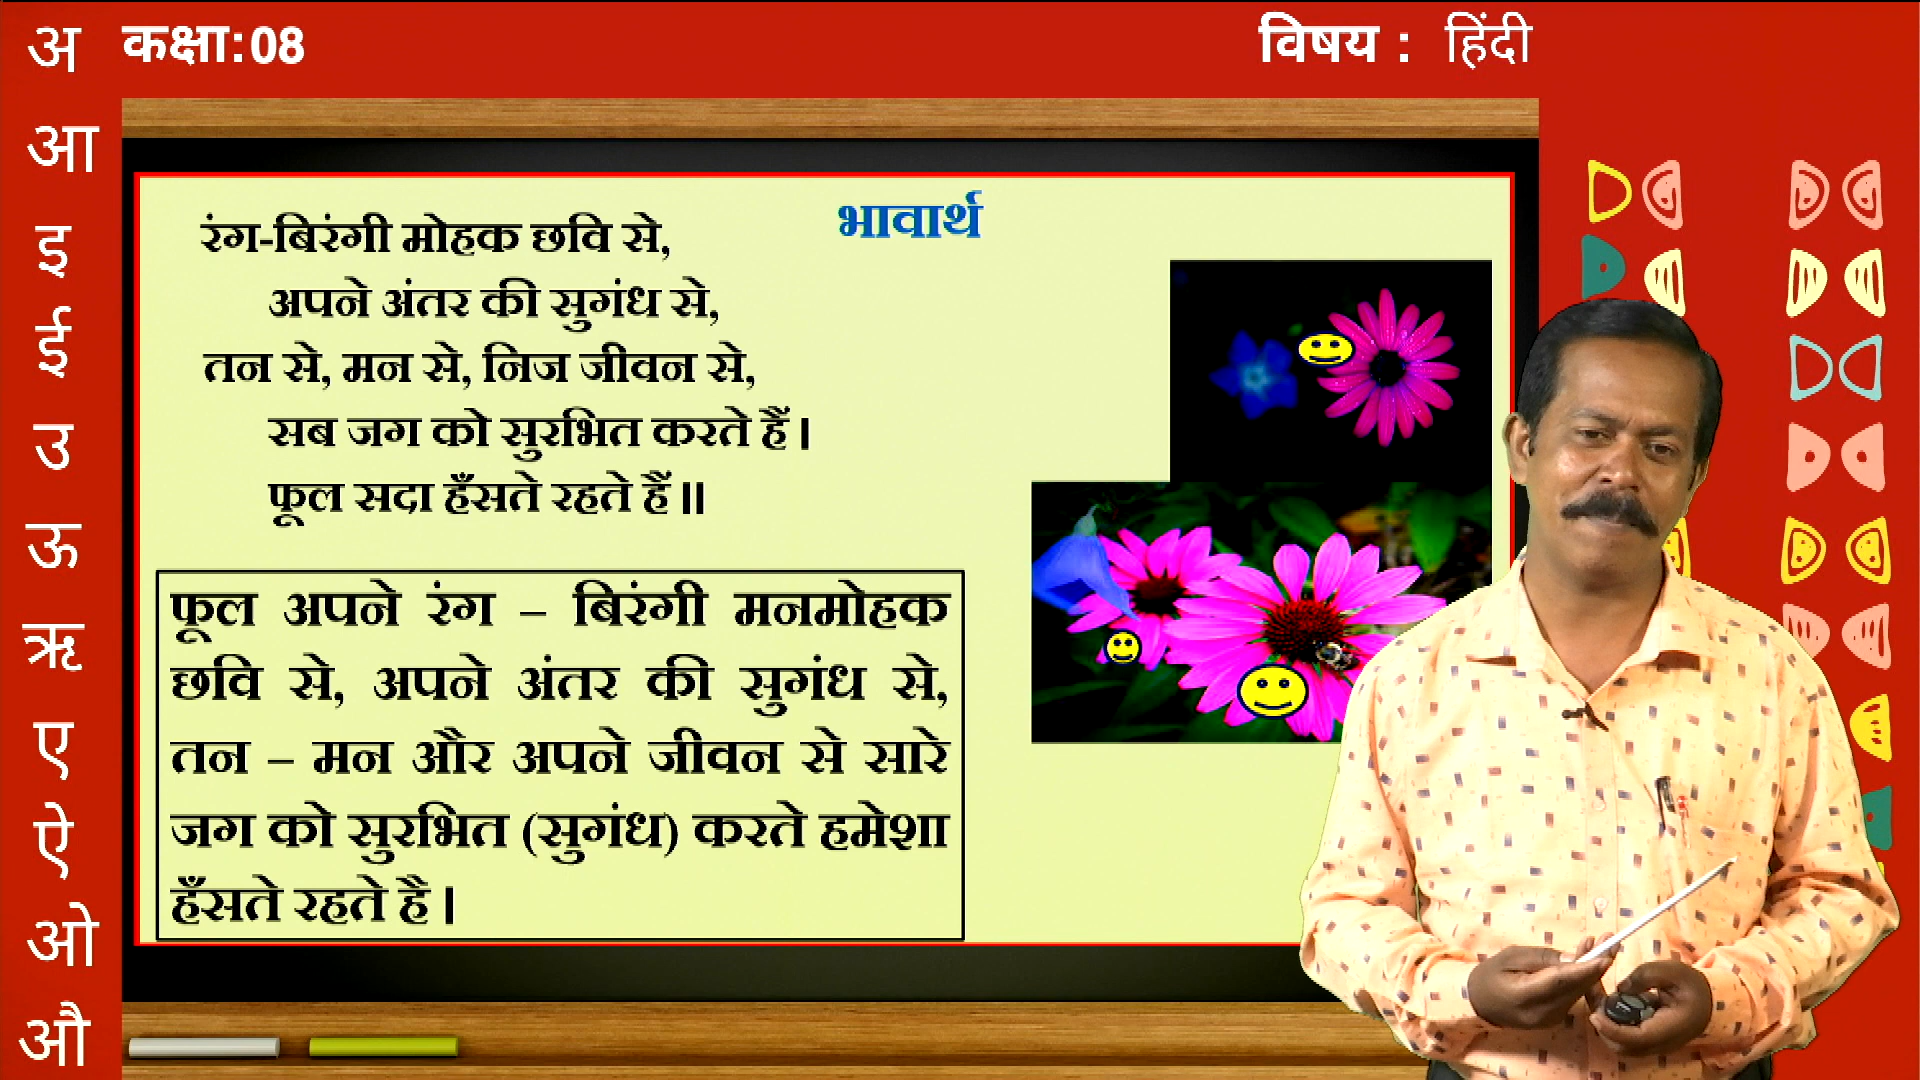 कक्षा:08
विषय : हिंदी
अ
आ
इ
ई
उ
ऊ
ऋ
ए
ऐ
ओ
औ
भावार्थ
रंग-बिरंगी मोहक छवि से,
अपने अंतर की सुगंध से,
तन से, मन से, निज जीवन से,
सब जग को सुरभित करते हैं।
फूल सदा हँसते रहते हैं॥
फूल अपने रंग – बिरंगी मनमोहक
छवि से, अपने अंतर की सुगंध से,
तन – मन और अपने जीवन से सारे
जग को सुरभित (सुगंध) करते हमेशा
हँसते रहते है।